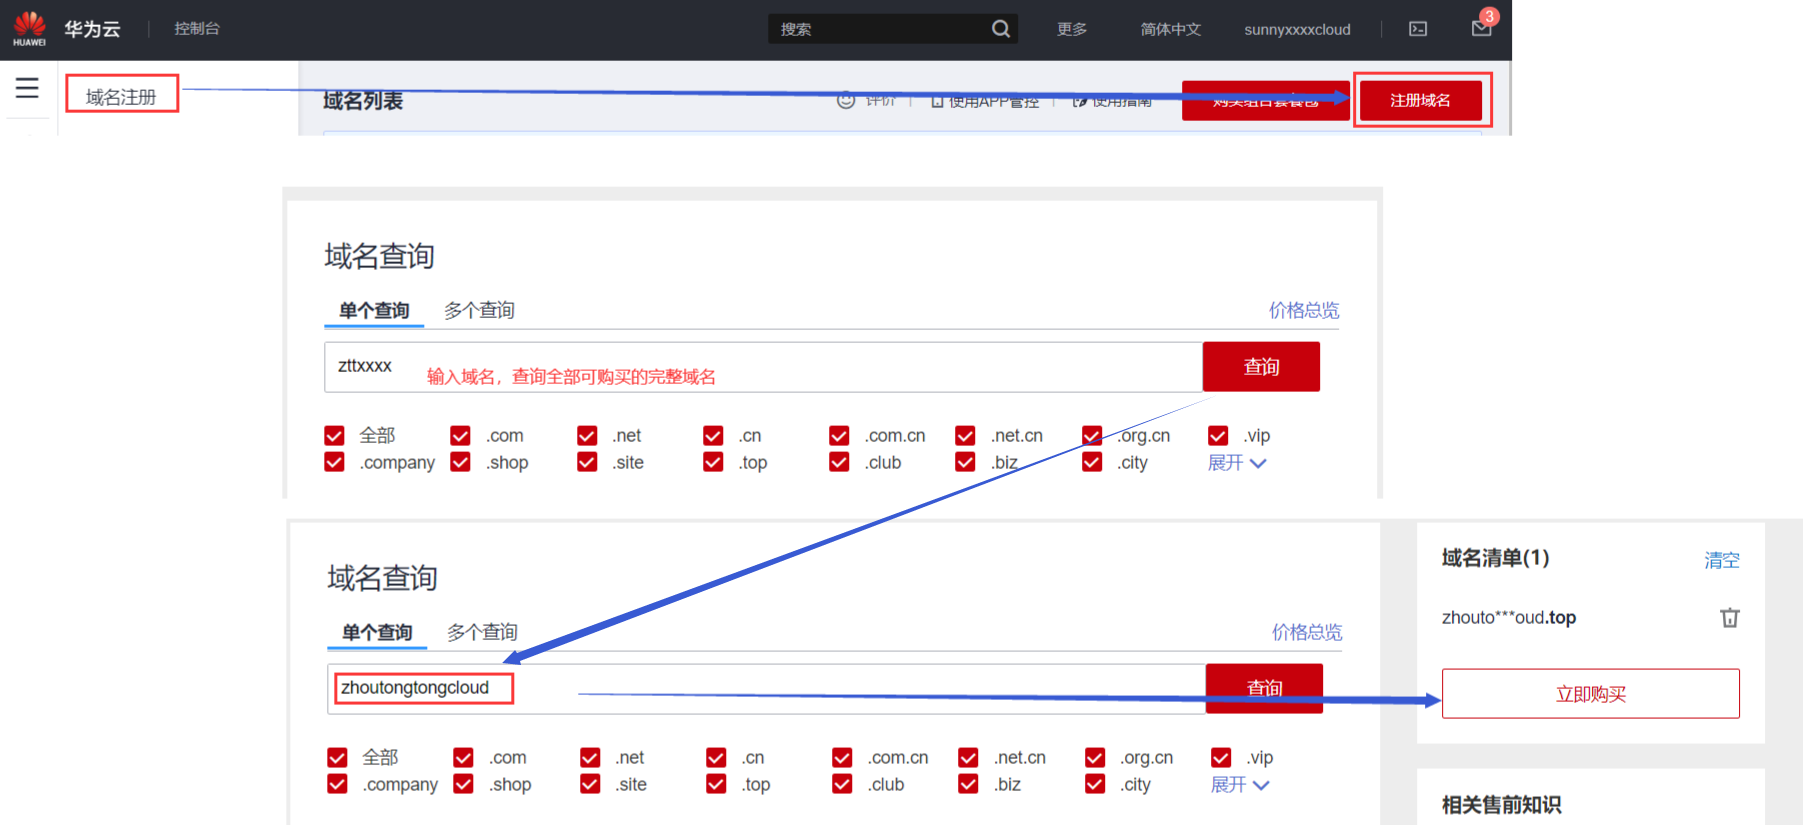 HUAWEI 华为云 控制台 搜索 更多 简体中文 sunnyxxxxcloud 3
域名注册 域名列表 评价 使用APP管控 使用指南 购买组合套餐包 注册域名
域名查询
单个查询 多个查询 价格总览
zttxxxx 输入域名，查询全部可购买的完整域名 查询
全部 .com .net .cn .com.cn .net.cn .org.cn .vip
.company .shop .site .top .club .biz .city 展开
域名查询
单个查询 多个查询 价格总览
zhoutongtongcloud 查询
全部 .com .net .cn .com.cn .net.cn .org.cn .vip
.company .shop .site .top .club .biz .city 展开
域名清单(1) 清空
zhouto***oud.top
立即购买
相关售前知识